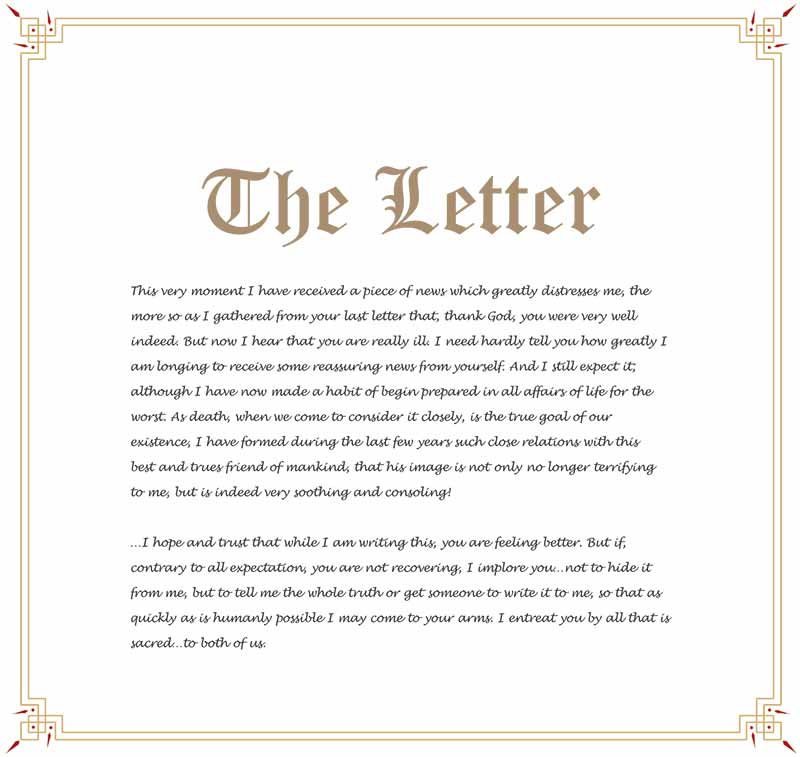 The Letter
This very moment I have received a piece of news which greatly distresses me, the
more so as I gathered from your last letter that, thank God, you were very well
indeed. But now I hear that you are really ill. I need hardly tell you how greatly I
am longing to receive some reassuring news from yourself. And I still expect it;
although I have now made a habit of begin prepared in all affairs of life for the
worst. As death, when we come to consider it closely, is the true goal of our
existence, I have formed during the last few years such close relations with this
best and trues friend of mankind, that his image is not only no longer terrifying
to me, but is indeed very soothing and consoling!
...I hope and trust that while I am writing this, you are feeling better. But if,
contrary to all expectation, you are not recovering, I implore you...not to hide it
from me, but to tell me the whole truth or get someone to write it to me, so that as
quickly as is humanly possible I may come to your arms. I entreat you by all that is
sacred...to both of us.